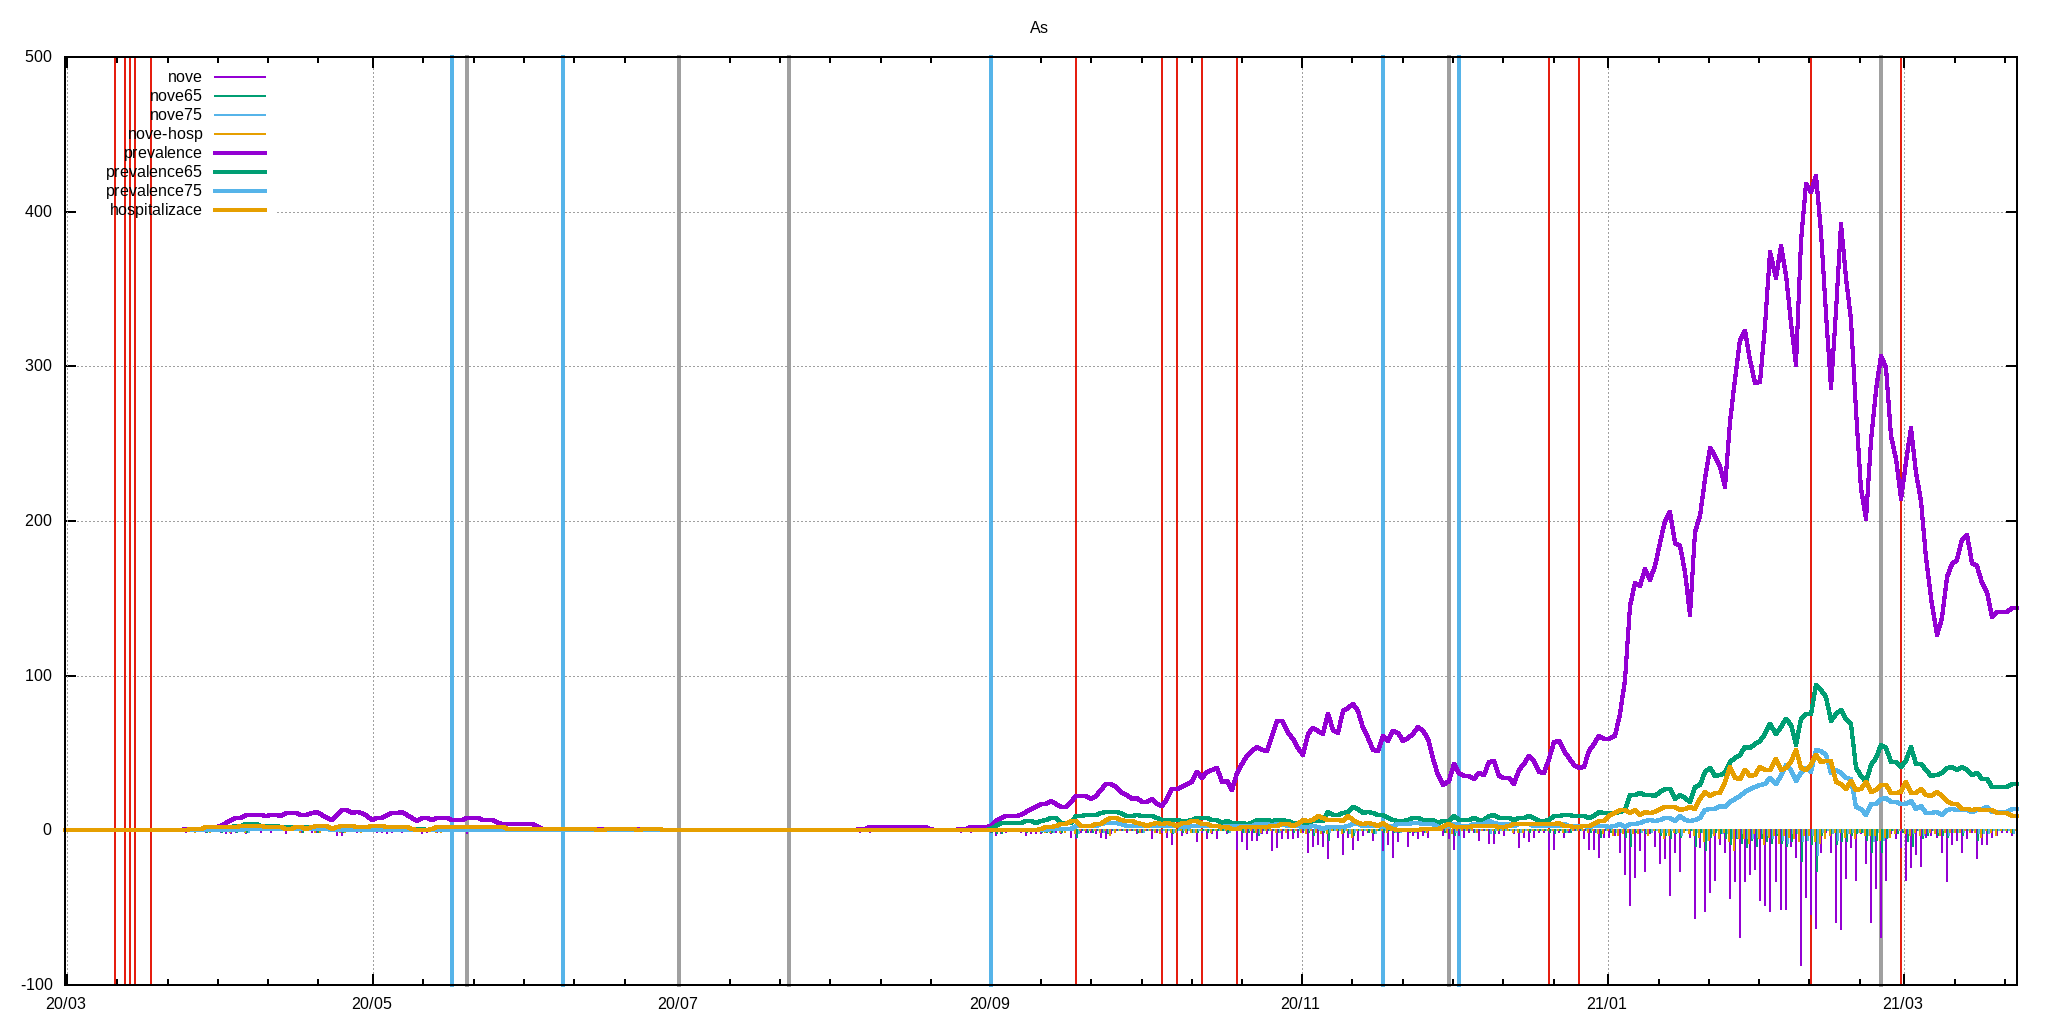 As
500
400
300
200
100
0
-100
nove
nove65
nove75
nove-hosp
prevalence
prevalence65
prevalence75
hospitalizace
20/03 20/05 20/07 20/09 20/11 21/01 21/03